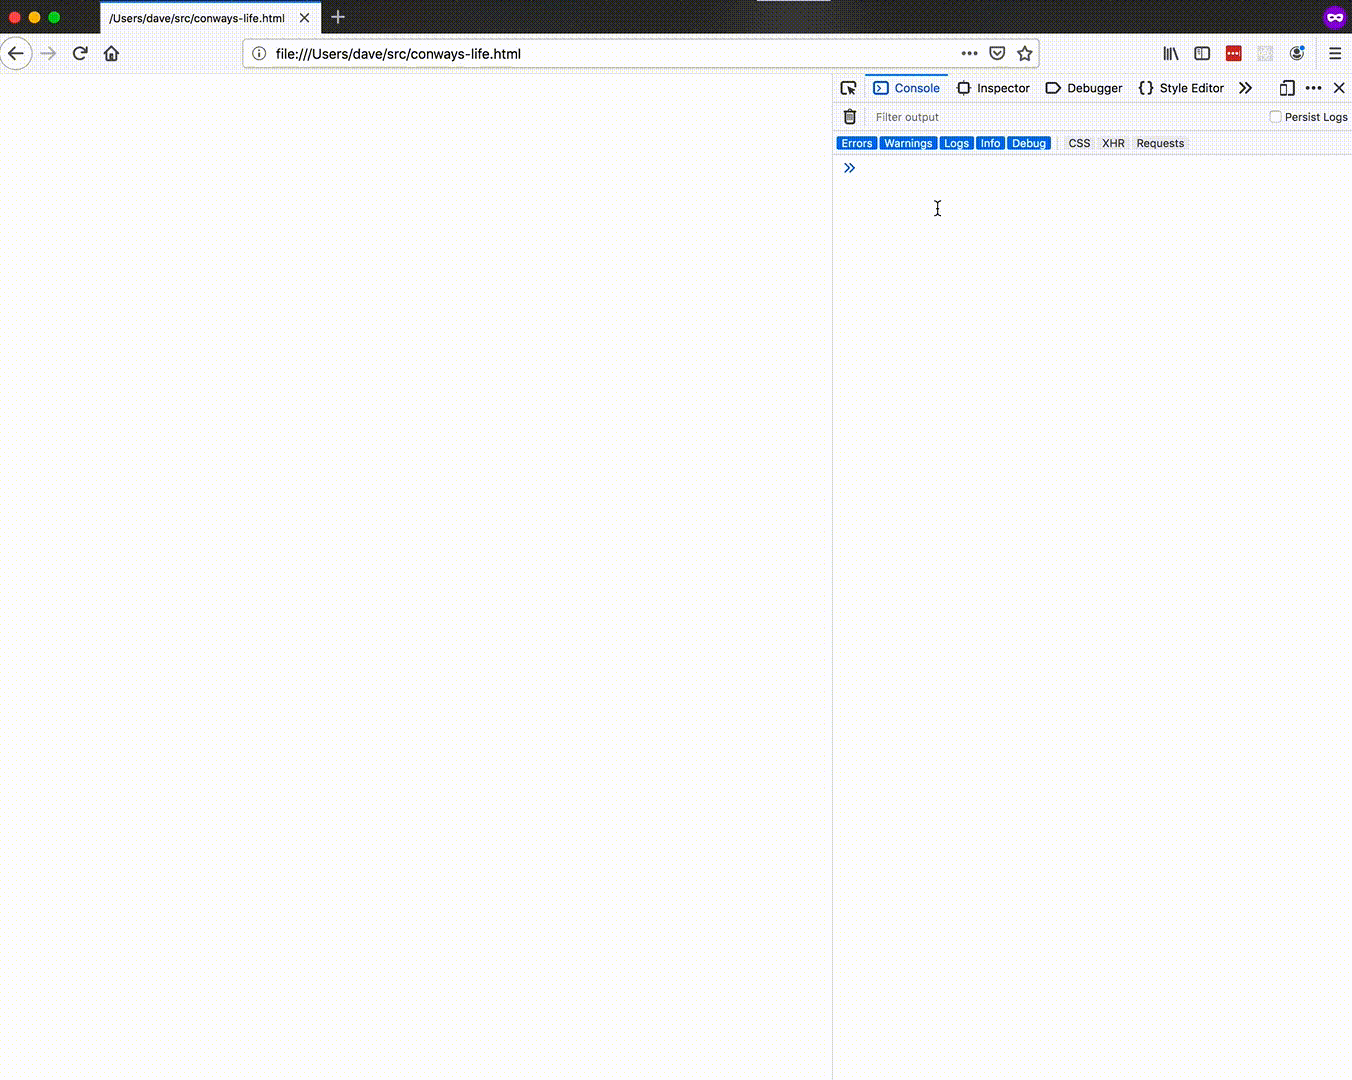 /Users/dave/src/conways-life.html
file:///Users/dave/src/conways-life.html
Console Inspector Debugger Style Editor
Filter output Persist Logs
Errors Warnings Logs Info Debug CSS XHR Requests